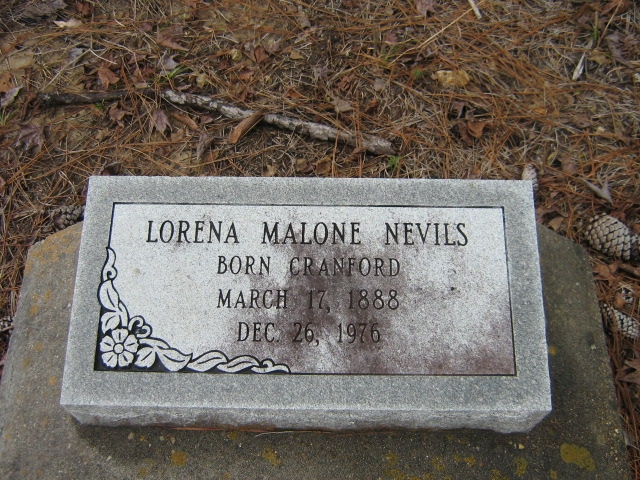 LORENA MALONE NEVILS
BORN CRANFORD
MARCH 17, 1888
DEC. 26, 1976